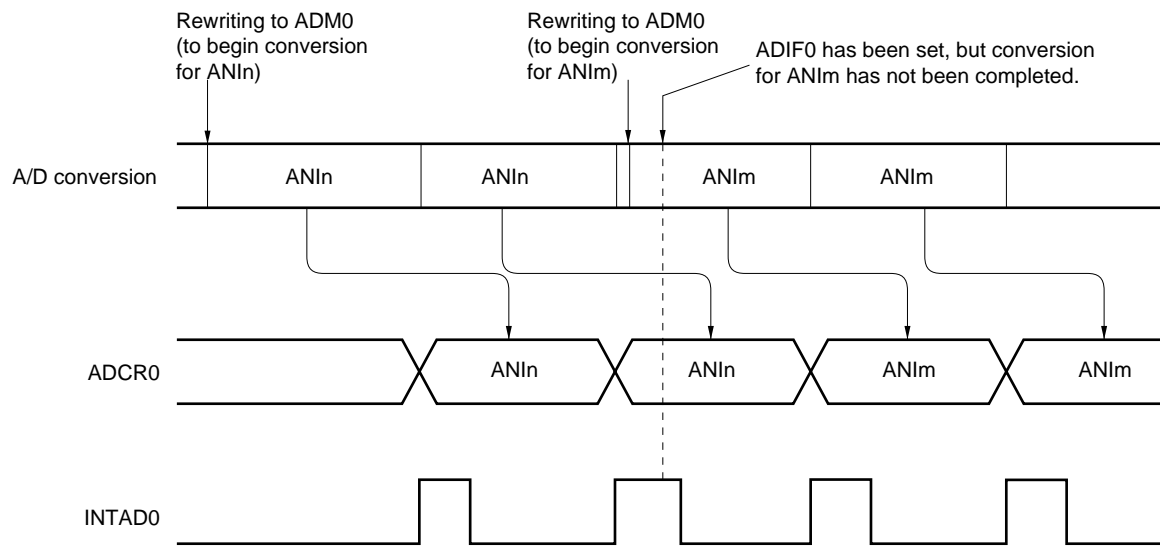 Rewriting to ADM0
(to begin conversion
for ANIn)
Rewriting to ADM0
(to begin conversion
for ANIm)
ADIF0 has been set, but conversion
for ANIm has not been completed.
A/D conversion
ANIn
ANIn
ANIm
ANIm
ADCR0
ANIn
ANIn
ANIm
ANIm
INTAD0